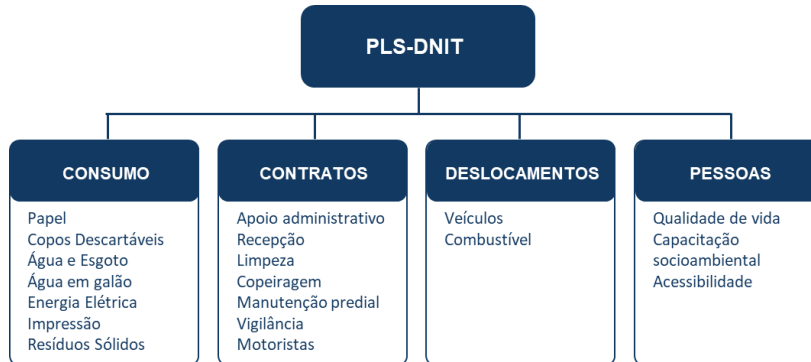 PLS-DNIT
CONSUMO
Papel
Copos Descartáveis
Água e Esgoto
Água em galão
Energia Elétrica
Impressão
Resíduos Sólidos
CONTRATOS
Apoio administrativo
Recepção
Limpeza
Copeiragem
Manutenção predial
Vigilância
Motoristas
DESLOCAMENTOS
Veículos
Combustível
PESSOAS
Qualidade de vida
Capacitação
socioambiental
Acessibilidade